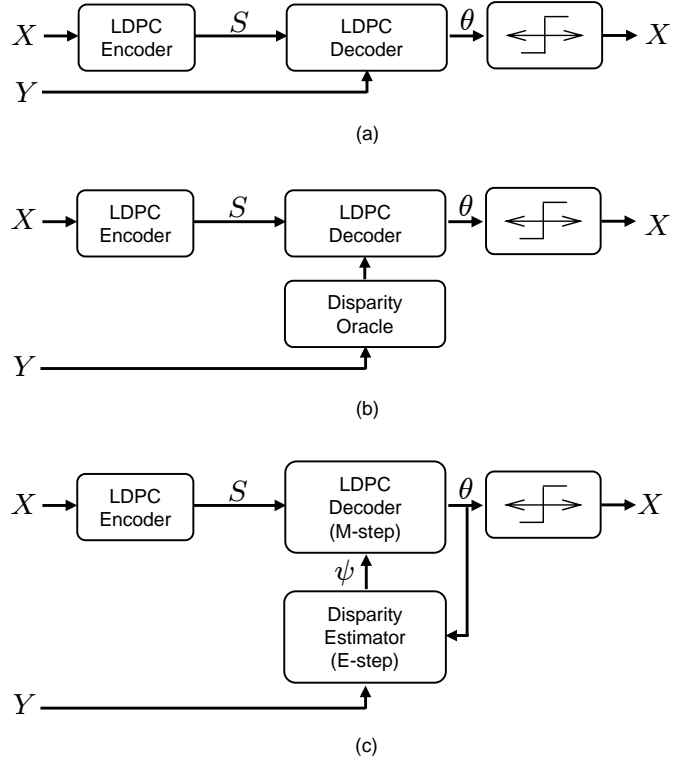 X
LDPC
Encoder
S
LDPC
Decoder
θ
X
Y
(a)
X
LDPC
Encoder
S
LDPC
Decoder
θ
X
Disparity
Oracle
Y
(b)
X
LDPC
Encoder
S
LDPC
Decoder
(M-step)
θ
X
ψ
Disparity
Estimator
(E-step)
Y
(c)